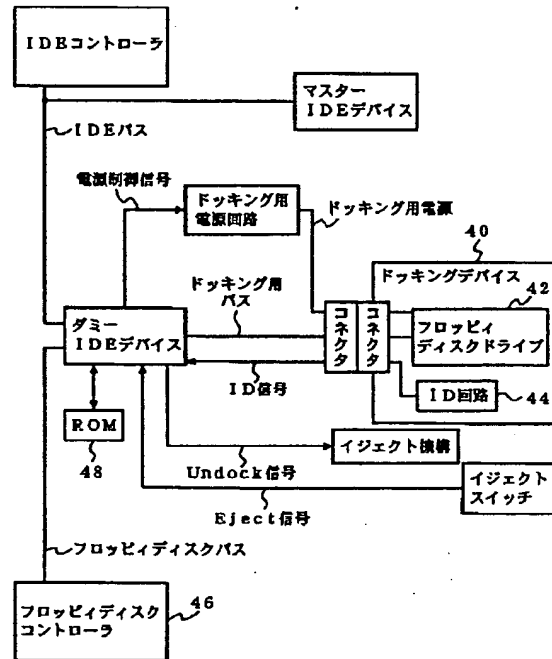 IDEコントローラ
マスター
IDEデバイス
IDEバス
電源制御信号
ドッキング用
電源回路
ドッキング用電源
40
ドッキングデバイス
42
ドッキング用
バス
ダミー
IDEデバイス
コネクタ
コネクタ
フロッピィ
ディスクドライブ
ID信号
ID回路
44
ROM
48
イジェクト機構
Undock信号
イジェクト
スイッチ
Eject信号
フロッピィディスクバス
フロッピィディスク
コントローラ
46